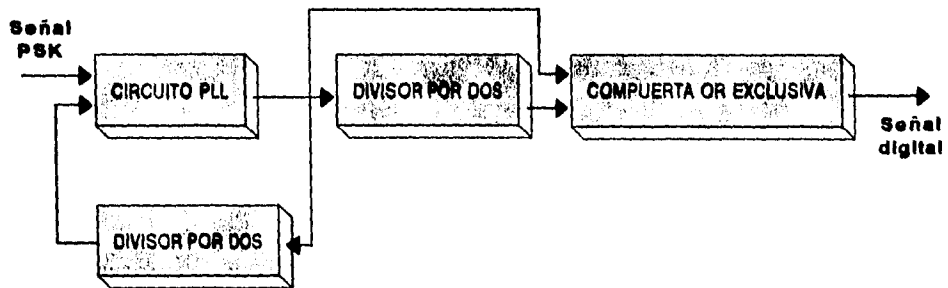 Señal
PSK
CIRCUITO PLL
DIVISOR POR DOS
COMPUERTA OR EXCLUSIVA
Señal
digital
DIVISOR POR DOS